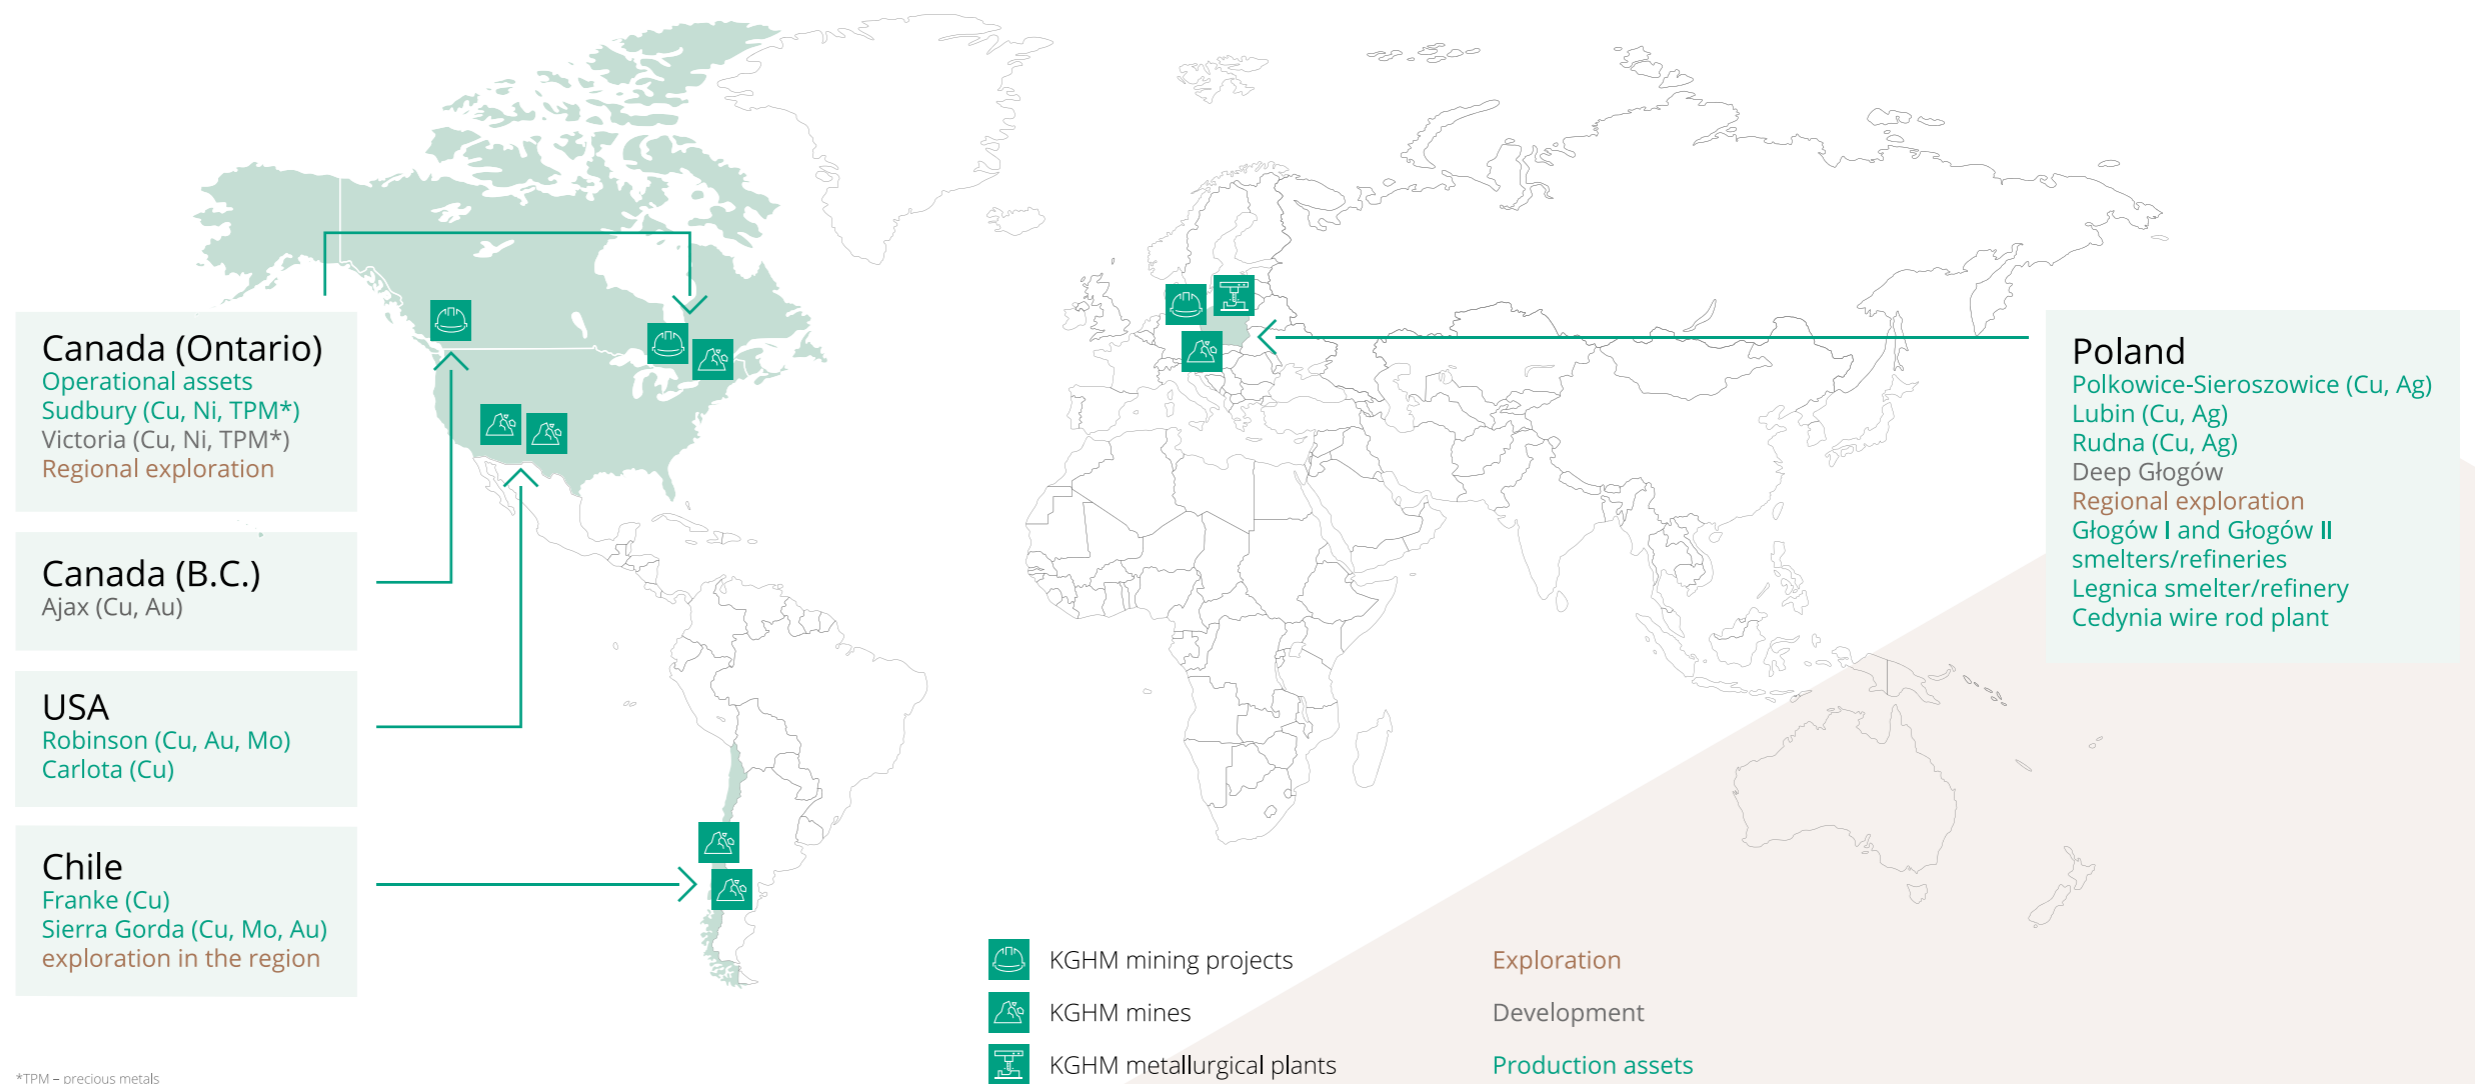 Canada (Ontario)
Operational assets
Sudbury (Cu, Ni, TPM*)
Victoria (Cu, Ni, TPM*)
Regional exploration
Canada (B.C.)
Ajax (Cu, Au)
USA
Robinson (Cu, Au, Mo)
Carlota (Cu)
Chile
Franke (Cu)
Sierra Gorda (Cu, Mo, Au)
exploration in the region
Poland
Polkowice-Sieroszowice (Cu, Ag)
Lubin (Cu, Ag)
Rudna (Cu, Ag)
Deep Głogów
Regional exploration
Głogów I and Głogów II
smelters/refineries
Legnica smelter/refinery
Cedynia wire rod plant
KGHM mining projects
KGHM mines
KGHM metallurgical plants
Exploration
Development
Production assets
*TPM – precious metals